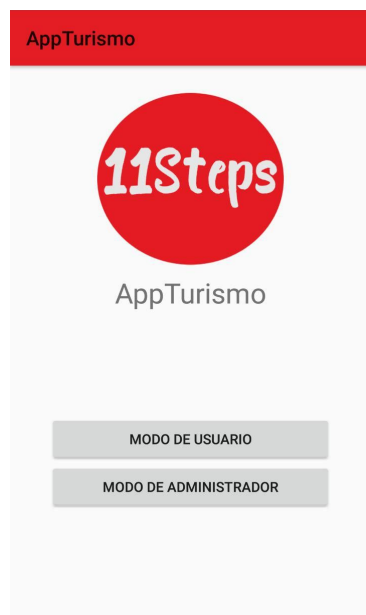 AppTurismo
11Steps
AppTurismo
MODO DE USUARIO
MODO DE ADMINISTRADOR